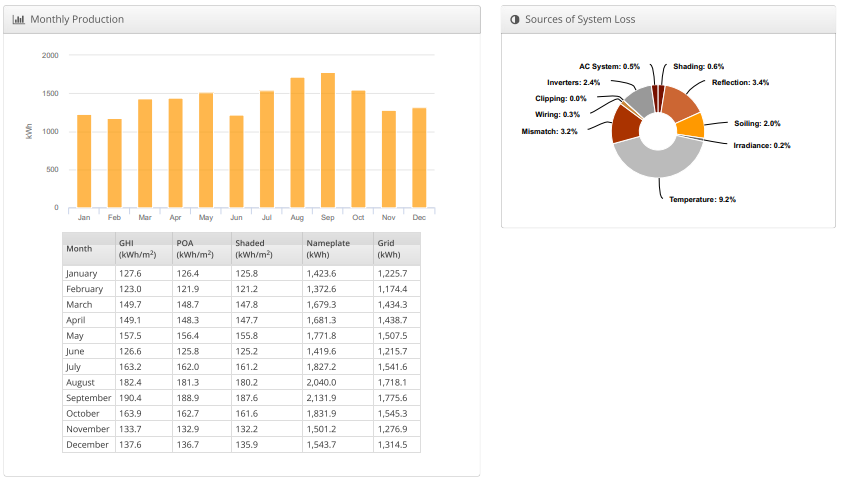 Monthly Production
2000
1500
1000
500
0
kWh
Jan Feb Mar Apr May Jun Jul Aug Sep Oct Nov Dec
Month GHI (kWh/m²) POA (kWh/m²) Shaded (kWh/m²) Nameplate (kWh) Grid (kWh)
January 127.6 126.4 125.8 1,423.6 1,225.7
February 123.0 121.9 121.2 1,372.6 1,174.4
March 149.7 148.7 147.8 1,679.3 1,434.3
April 149.1 148.3 147.7 1,681.3 1,438.7
May 157.5 156.4 155.8 1,771.8 1,507.5
June 126.6 125.8 125.2 1,419.6 1,215.7
July 163.2 162.0 161.2 1,827.2 1,541.6
August 182.4 181.3 180.2 2,040.0 1,718.1
September 190.4 188.9 187.6 2,131.9 1,775.6
October 163.9 162.7 161.6 1,831.9 1,545.3
November 133.7 132.9 132.2 1,501.2 1,276.9
December 137.6 136.7 135.9 1,543.7 1,314.5
Sources of System Loss
AC System: 0.5%
Shading: 0.6%
Inverters: 2.4%
Reflection: 3.4%
Clipping: 0.0%
Wiring: 0.3%
Soiling: 2.0%
Mismatch: 3.2%
Irradiance: 0.2%
Temperature: 9.2%